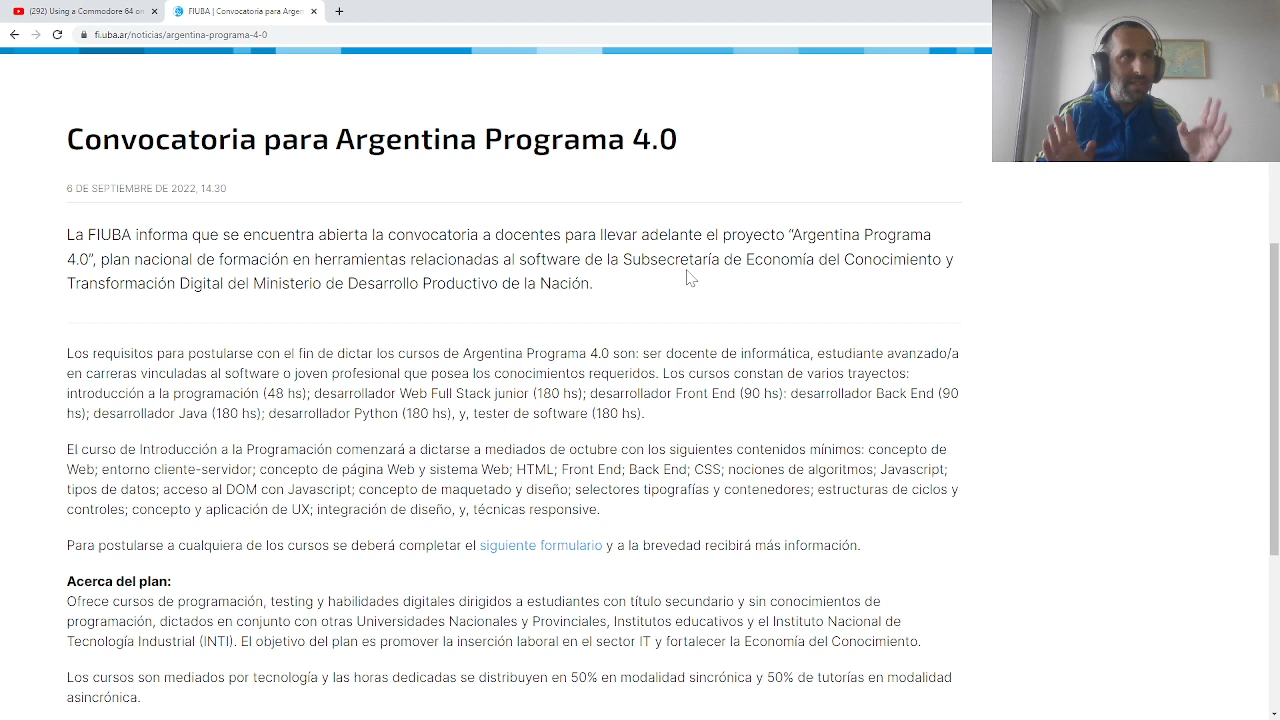 (292) Using a Commodore 64 on
FIUBA | Convocatoria para Argen
fi.uba.ar/noticias/argentina-programa-4-0
Convocatoria para Argentina Programa 4.0
6 DE SEPTIEMBRE DE 2022, 14.30
La FIUBA informa que se encuentra abierta la convocatoria a docentes para llevar adelante el proyecto “Argentina Programa
4.0”, plan nacional de formación en herramientas relacionadas al software de la Subsecretaría de Economía del Conocimiento y
Transformación Digital del Ministerio de Desarrollo Productivo de la Nación.
Los requisitos para postularse con el fin de dictar los cursos de Argentina Programa 4.0 son: ser docente de informática, estudiante avanzado/a
en carreras vinculadas al software o joven profesional que posea los conocimientos requeridos. Los cursos constan de varios trayectos:
introducción a la programación (48 hs); desarrollador Web Full Stack junior (180 hs); desarrollador Front End (90 hs): desarrollador Back End (90
hs); desarrollador Java (180 hs); desarrollador Python (180 hs), y, tester de software (180 hs).
El curso de Introducción a la Programación comenzará a dictarse a mediados de octubre con los siguientes contenidos mínimos: concepto de
Web; entorno cliente-servidor; concepto de página Web y sistema Web; HTML; Front End; Back End; CSS; nociones de algoritmos; Javascript;
tipos de datos; acceso al DOM con Javascript; concepto de maquetado y diseño; selectores tipografías y contenedores; estructuras de ciclos y
controles; concepto y aplicación de UX; integración de diseño, y, técnicas responsive.
Para postularse a cualquiera de los cursos se deberá completar el siguiente formulario y a la brevedad recibirá más información.
Acerca del plan:
Ofrece cursos de programación, testing y habilidades digitales dirigidos a estudiantes con título secundario y sin conocimientos de
programación, dictados en conjunto con otras Universidades Nacionales y Provinciales, Institutos educativos y el Instituto Nacional de
Tecnología Industrial (INTI). El objetivo del plan es promover la inserción laboral en el sector IT y fortalecer la Economía del Conocimiento.
Los cursos son mediados por tecnología y las horas dedicadas se distribuyen en 50% en modalidad sincrónica y 50% de tutorías en modalidad
asincrónica.